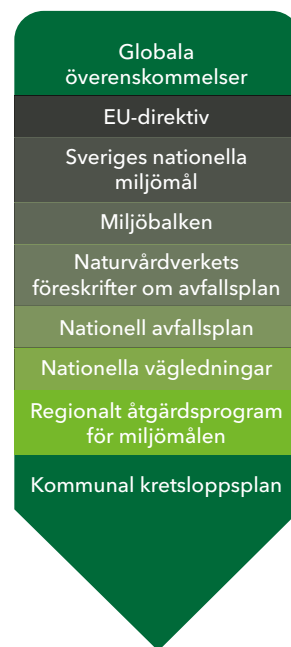 Globala
överenskommelser
EU-direktiv
Sveriges nationella
miljömål
Miljöbalken
Naturvårdverkets
föreskrifter om avfallsplan
Nationell avfallsplan
Nationella vägledningar
Regionalt åtgärdsprogram
för miljömålen
Kommunal kretsloppsplan